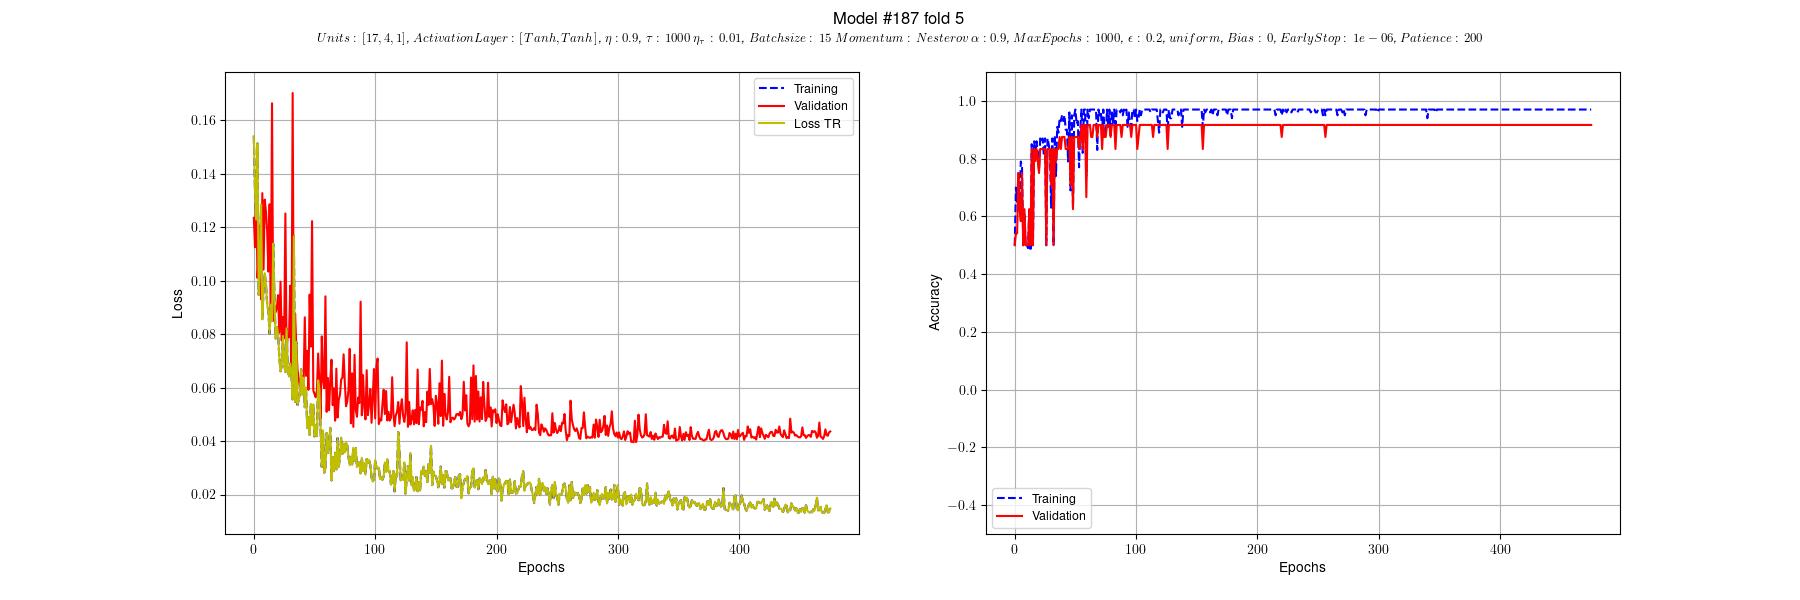 Model #187 fold 5
Units : [17, 4, 1], ActivationLayer : [Tanh, Tanh], η : 0.9, τ : 1000 ητ : 0.01, Batchsize : 15 Momentum : Nesterov α : 0.9, MaxEpochs : 1000, ϵ : 0.2, uniform, Bias : 0, EarlyStop : 1e − 06, Patience : 200
Training
Validation
Loss TR
0.16
0.14
0.12
0.10
0.08
0.06
0.04
0.02
Loss
0 100 200 300 400
Epochs
1.0
0.8
0.6
0.4
0.2
0.0
−0.2
−0.4
Accuracy
Training
Validation
0 100 200 300 400
Epochs